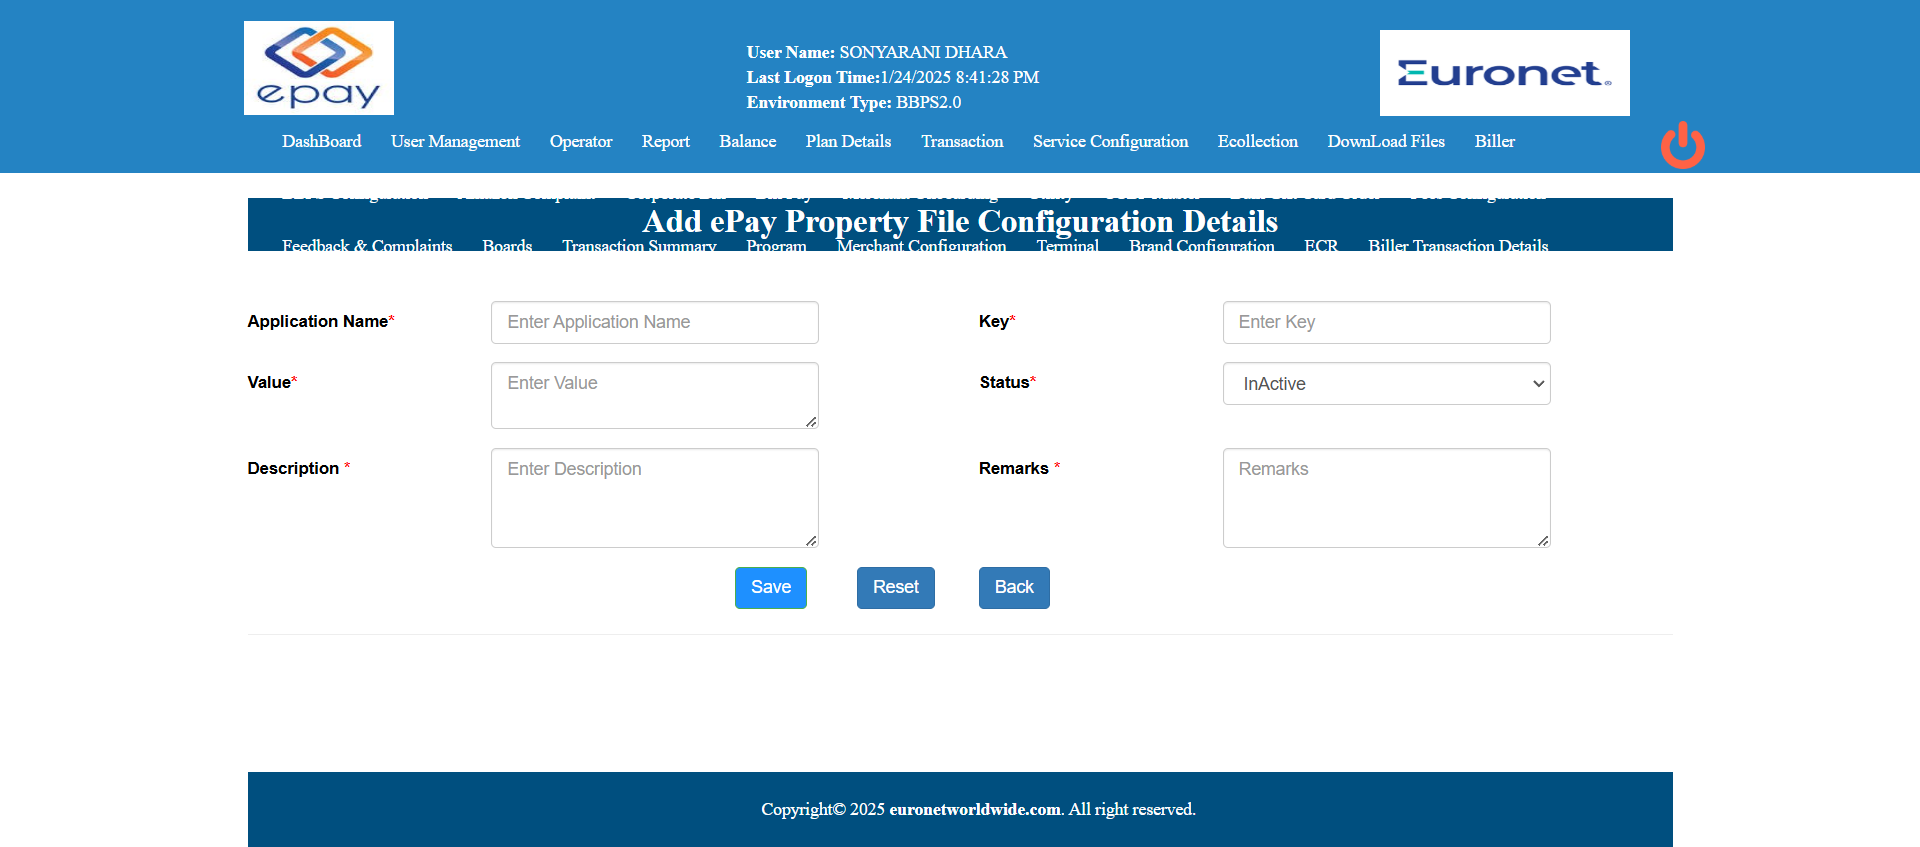 epay
User Name: SONYARANI DHARA
Last Logon Time:1/24/2025 8:41:28 PM
Environment Type: BBPS2.0
Euronet®
DashBoard User Management Operator Report Balance Plan Details Transaction Service Configuration Ecollection DownLoad Files Biller
Add ePay Property File Configuration Details
Feedback & Complaints Boards Transaction Summary Program Merchant Configuration Terminal Brand Configuration ECR Biller Transaction Details
Application Name* Enter Application Name Key* Enter Key
Value* Enter Value Status* InActive
Description * Enter Description Remarks * Remarks
Save Reset Back
Copyright© 2025 euronetworldwide.com. All right reserved.